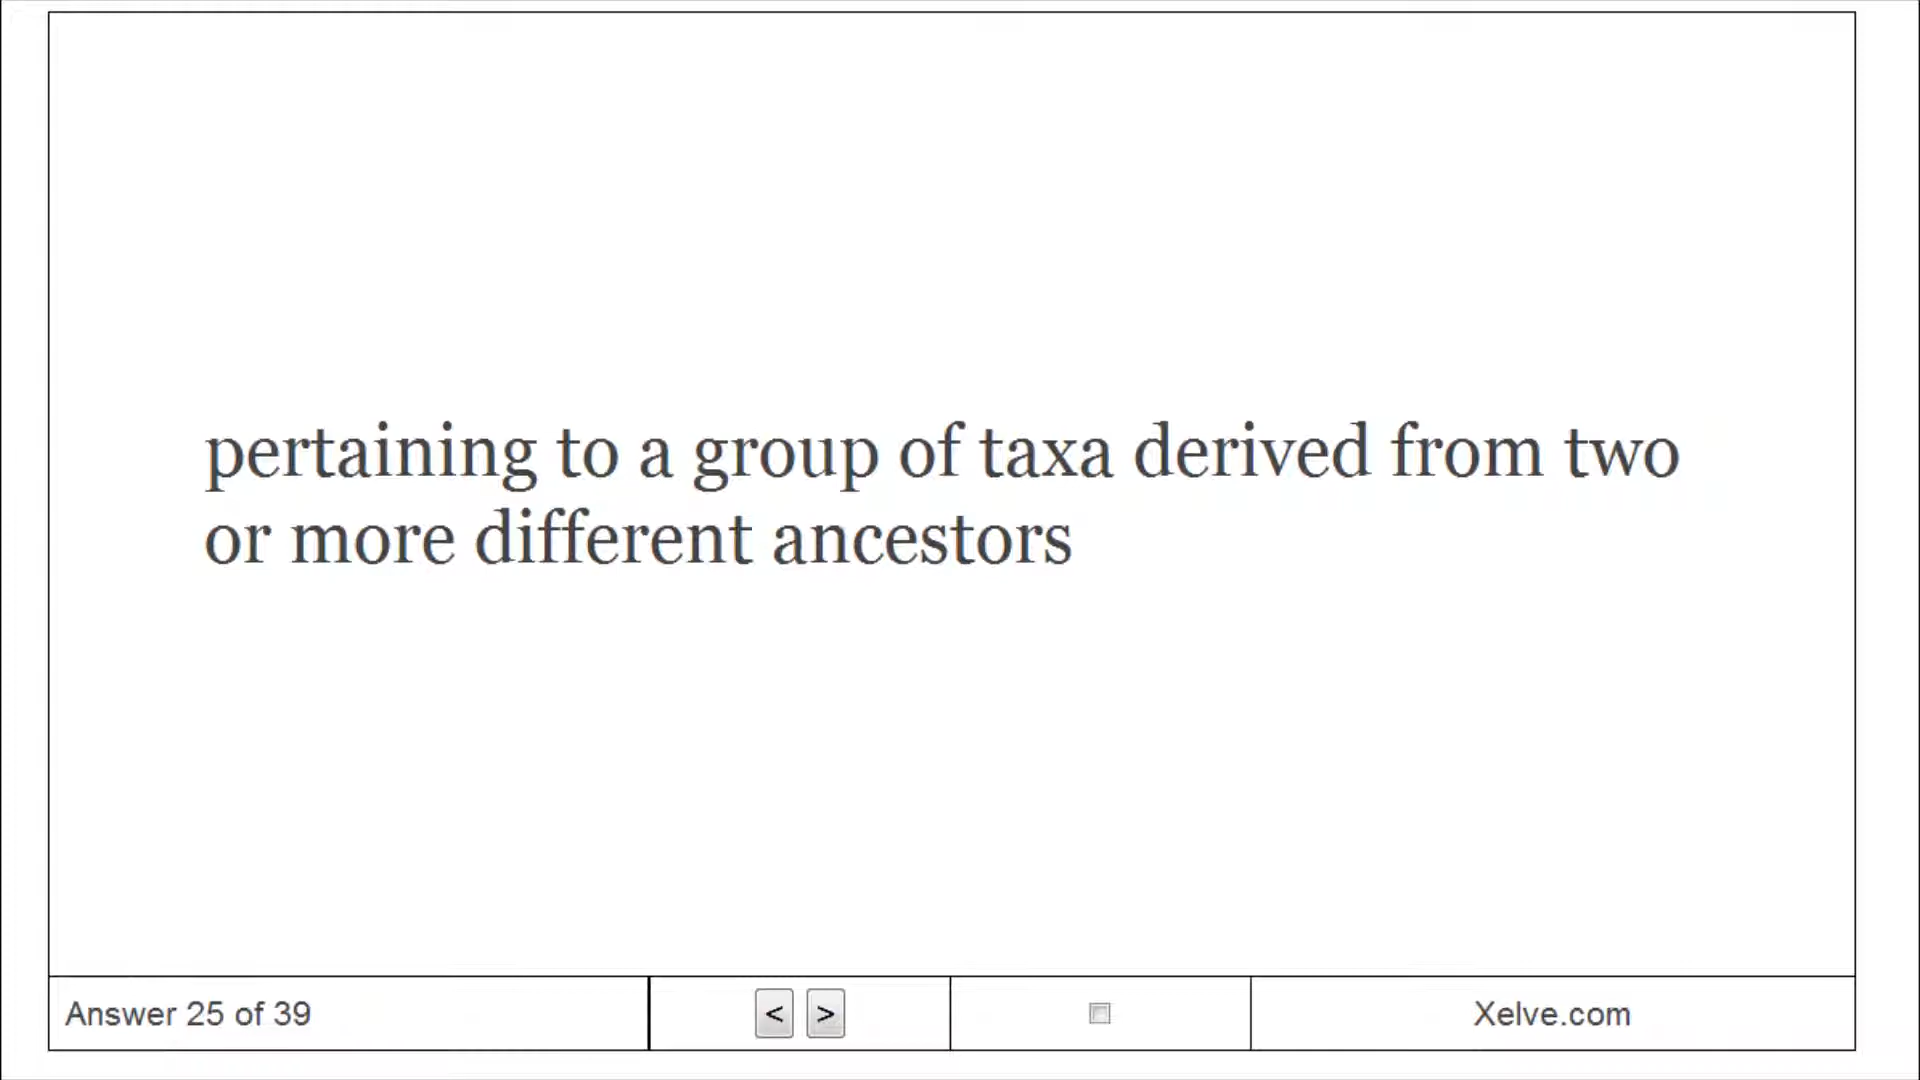 pertaining to a group of taxa derived from two
or more different ancestors
Answer 25 of 39
< >
Xelve.com